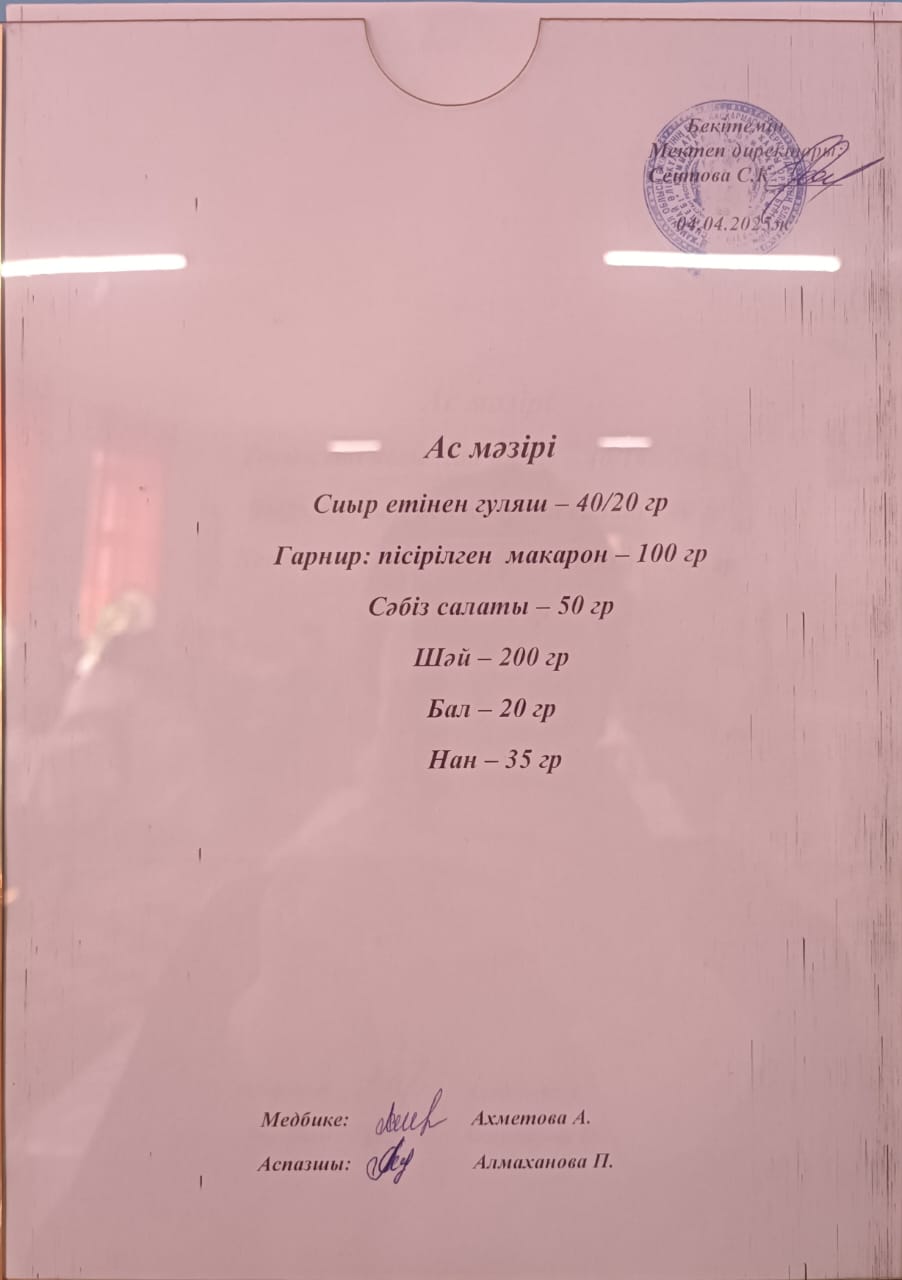 Бекітемін
Мектеп директоры:
Сеитова С.К
04.04.2025ж
Ас мәзірі
Сиыр етінен гуляш – 40/20 гр
Гарнир: пісірілген макарон – 100 гр
Сәбіз салаты – 50 гр
Шәй – 200 гр
Бал – 20 гр
Нан – 35 гр
Медбике: Ахметова А.
Аспазшы: Алмаханова П.